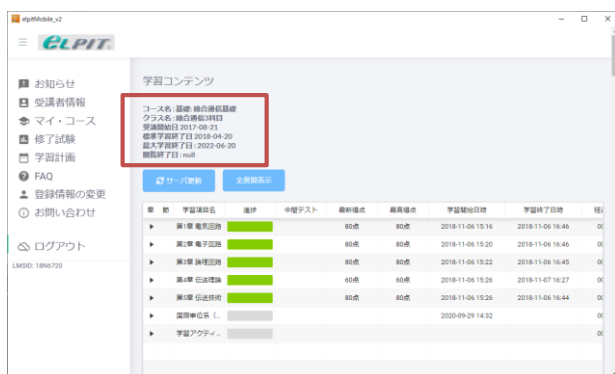 elpitMobile_v2
ELPIT.
お知らせ
受講者情報
マイ・コース
修了試験
学習計画
FAQ
登録情報の変更
お問い合わせ
ログアウト
LMSID: 18N6720
学習コンテンツ
コース名 : 基礎: 総合通信基礎
クラス名 : 総合通信3科目
受講開始日 2017-08-21
標準学習終了日 2018-04-20
最大学習終了日 : 2022-06-20
閲覧終了日 : null
サーバ更新 全展開表示
章 節 学習項目名 進捗 中間テスト 最新得点 最高得点 学習開始日時 学習終了日時
第1章 電気回路 80点 80点 2018-11-06 15:16 2018-11-06 16:46
第2章 電子回路 80点 80点 2018-11-06 15:20 2018-11-06 16:46
第3章 論理回路 80点 80点 2018-11-06 15:22 2018-11-06 16:45
第4章 伝送理論 60点 60点 2018-11-06 15:26 2018-11-07 16:27
第5章 伝送技術 80点 80点 2018-11-06 15:26 2018-11-06 16:44
国際単位系 (... 2020-09-29 14:32
学習アクティ...